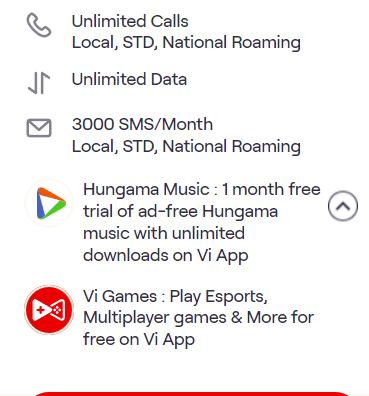 Unlimited Calls
Local, STD, National Roaming
Unlimited Data
3000 SMS/Month
Local, STD, National Roaming
Hungama Music : 1 month free
trial of ad-free Hungama
music with unlimited
downloads on Vi App
Vi Games : Play Esports,
Multiplayer games & More for
free on Vi App